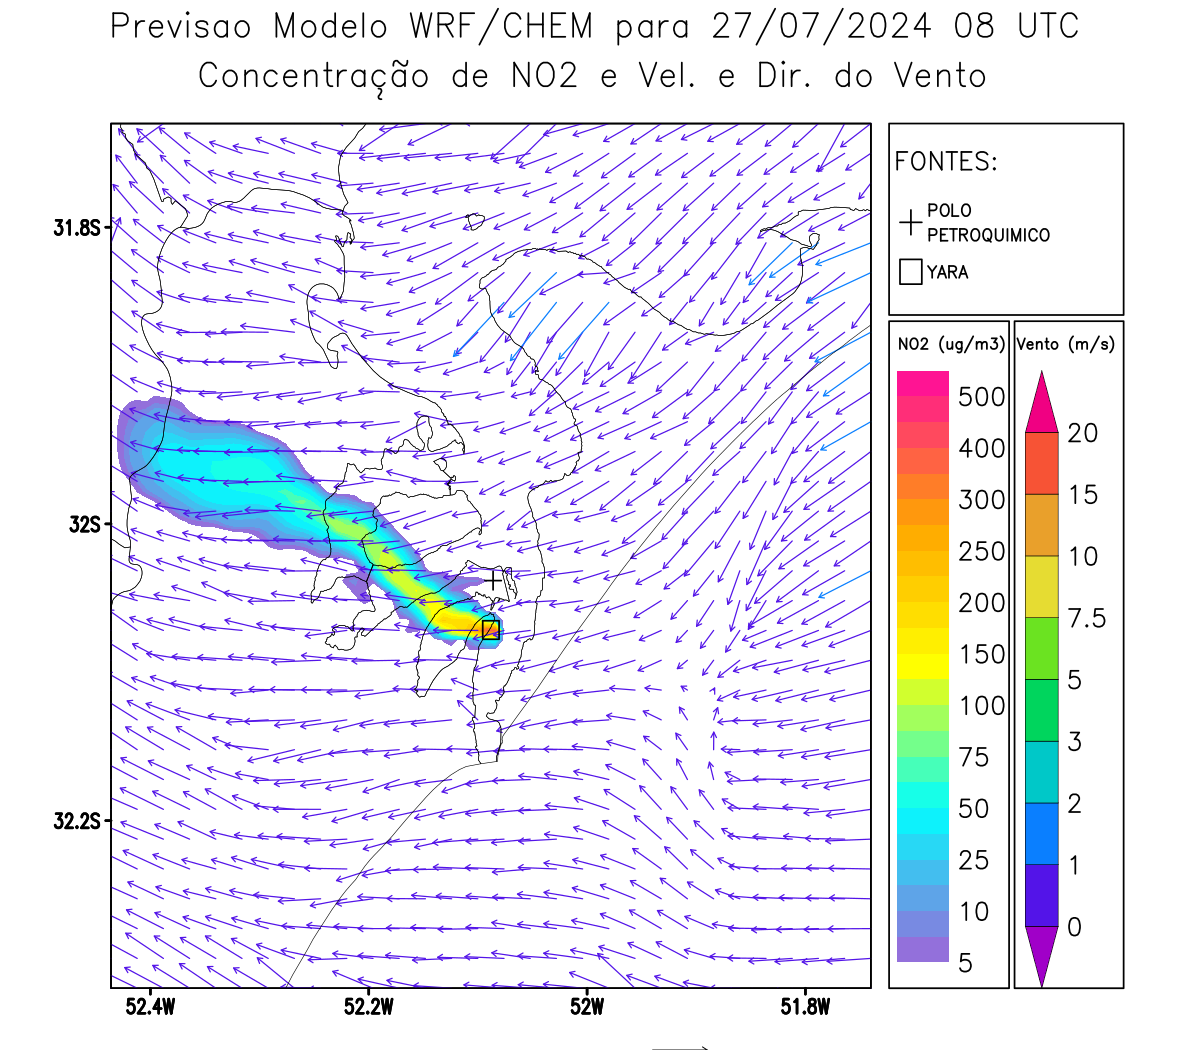 Previsao Modelo WRF/CHEM para 27/07/2024 08 UTC
Concentração de NO2 e Vel. e Dir. do Vento
FONTES:
POLO
PETROQUIMICO
YARA
NO2 (ug/m3)
500
400
300
250
200
150
100
75
50
25
10
5
Vento (m/s)
20
15
10
7.5
5
3
2
1
0
31.8S
32S
32.2S
52.4W
52.2W
52W
51.8W